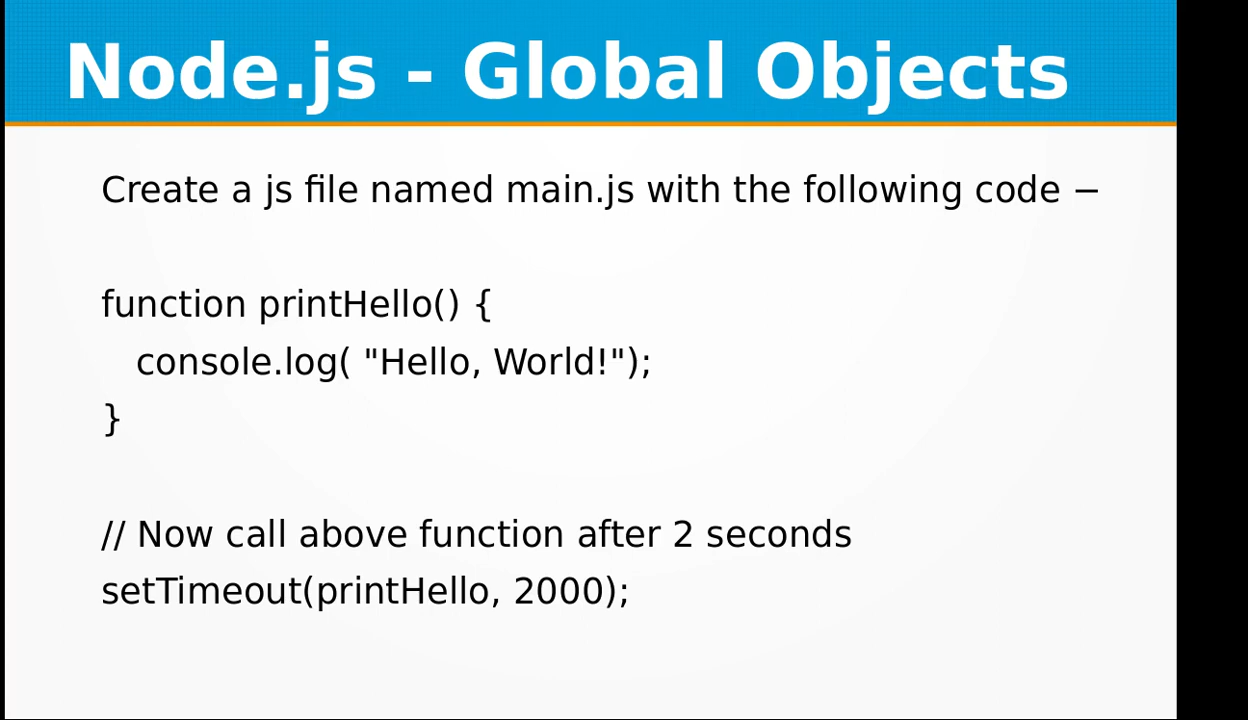 Node.js - Global Objects
Create a js file named main.js with the following code −
function printHello() {
console.log( "Hello, World!");
}
// Now call above function after 2 seconds
setTimeout(printHello, 2000);